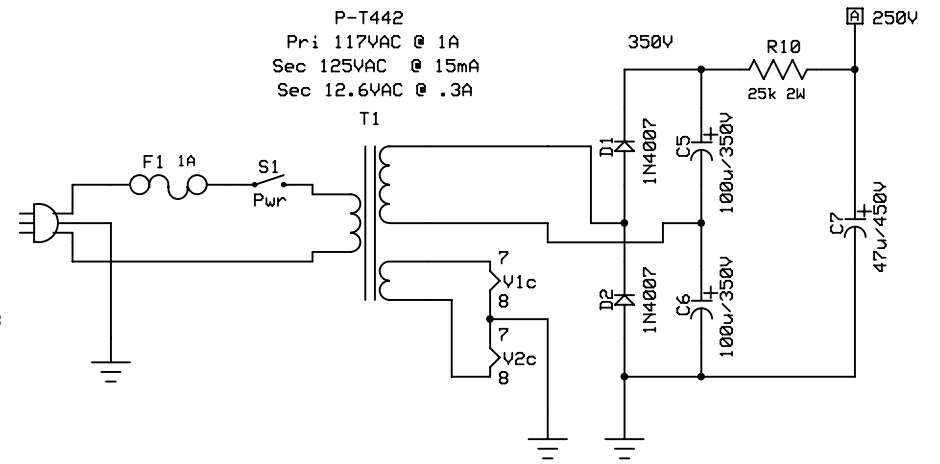 P-T442
Pri 117VAC @ 1A
Sec 125VAC @ 15mA
Sec 12.6VAC @ .3A
T1
A 250V
350V
R10
25k 2W
F1 1A
S1
Pwr
D1
1N4007
C5
100u/350V
C7
47u/450V
7
V1c
8
7
V2c
8
D2
1N4007
C6
100u/350V